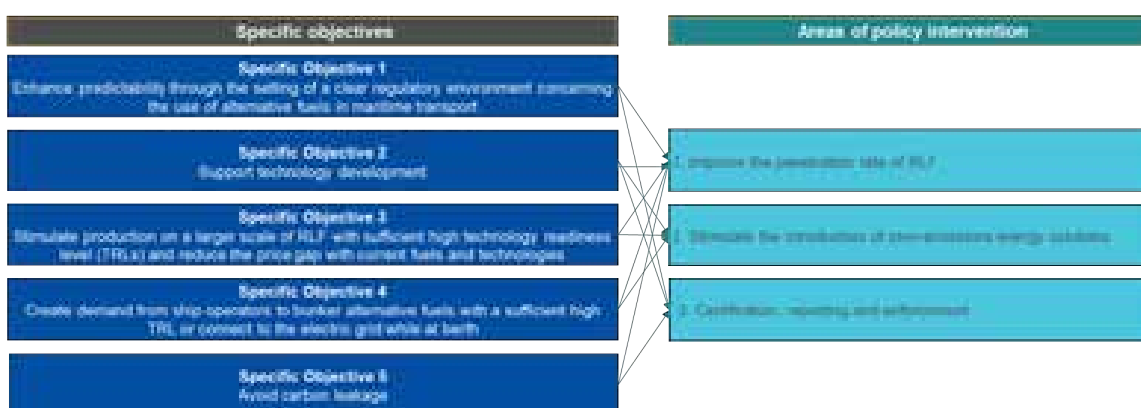 Specific objectives
Areas of policy intervention
Specific Objective 1
Enhance predictability through the setting of a clear regulatory environment concerning
the use of alternative fuels in maritime transport
Specific Objective 2
Support technology development
Specific Objective 3
Stimulate production on a larger scale of RLF with sufficient high technology readiness
level (TRLs) and reduce the price gap with current fuels and technologies
Specific Objective 4
Create demand from ship operators to bunker alternative fuels with a sufficient high
TRL or connect to the electric grid while at berth
Specific Objective 5
Avoid carbon leakage
1. Improve the penetration rate of RLF
2. Stimulate the introduction of zero-emissions energy solutions
3. Certification, reporting and enforcement